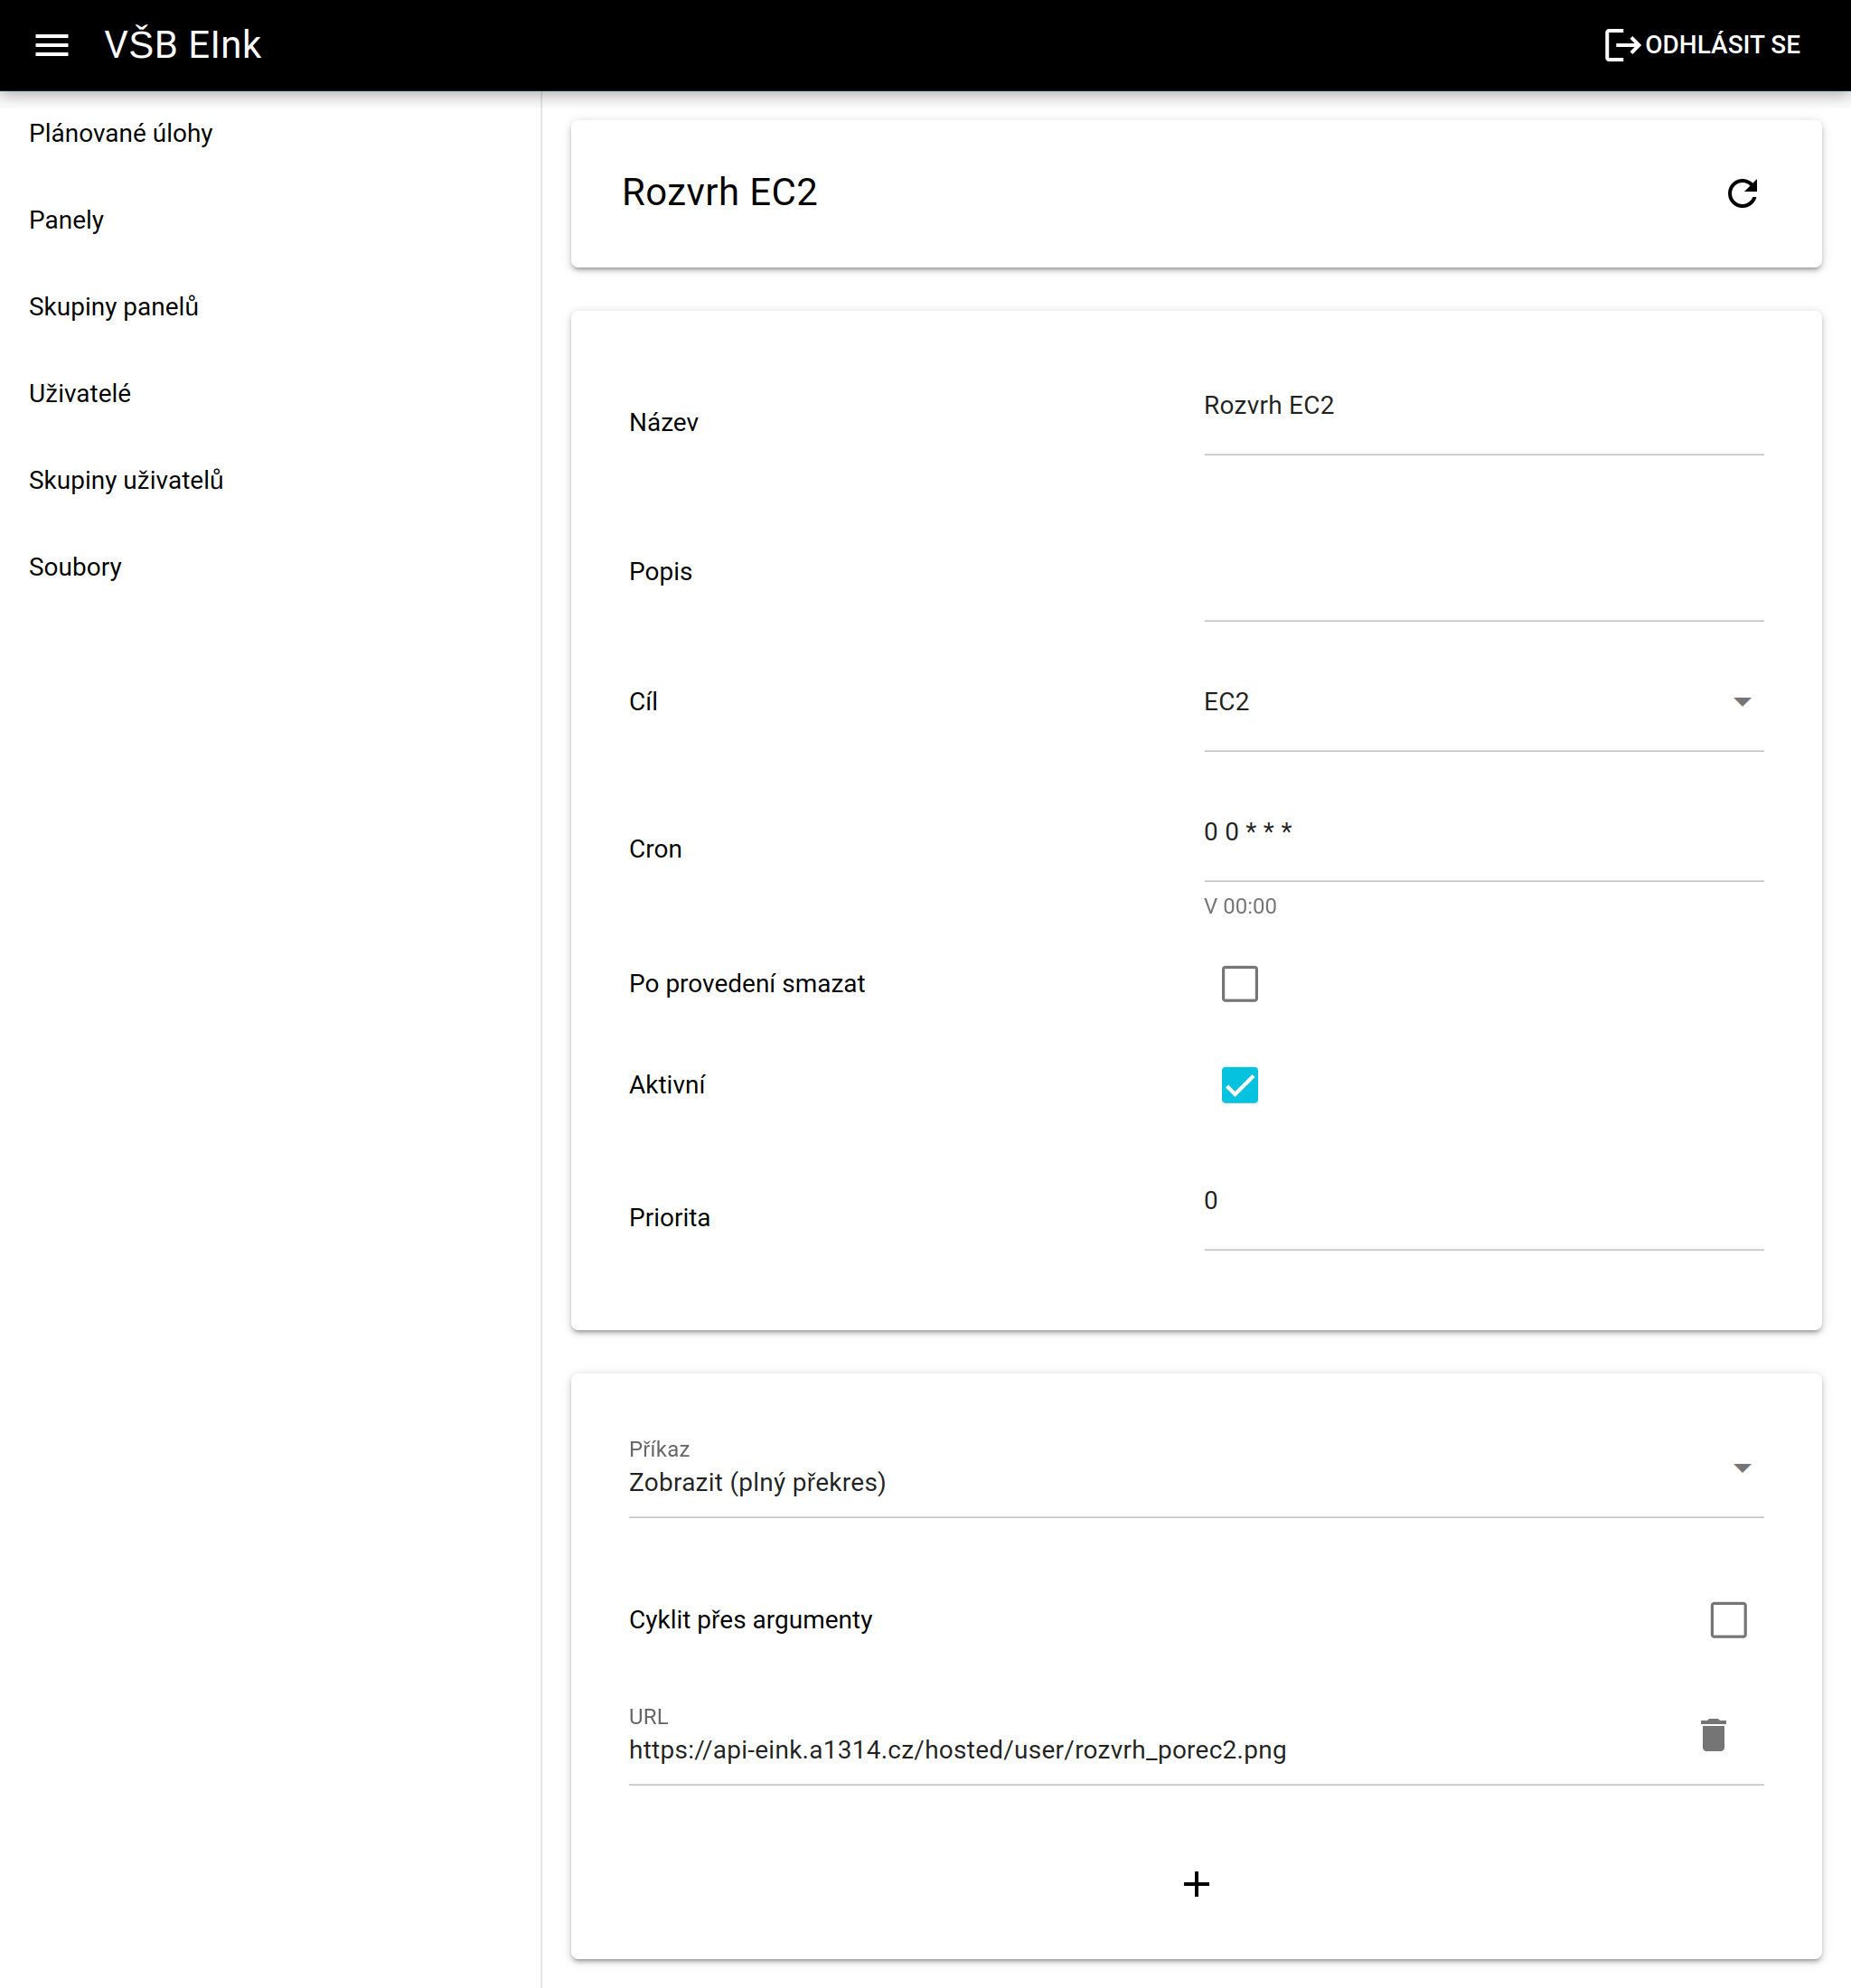 VŠB EInk
ODHLÁSIT SE
Plánované úlohy
Panely
Skupiny panelů
Uživatelé
Skupiny uživatelů
Soubory
Rozvrh EC2
Název
Rozvrh EC2
Popis
Cíl
EC2
Cron
0 0 * * *
V 00:00
Po provedení smazat
Aktivní
Priorita
0
Příkaz
Zobrazit (plný překres)
Cyklit přes argumenty
URL
https://api-eink.a1314.cz/hosted/user/rozvrh_porec2.png